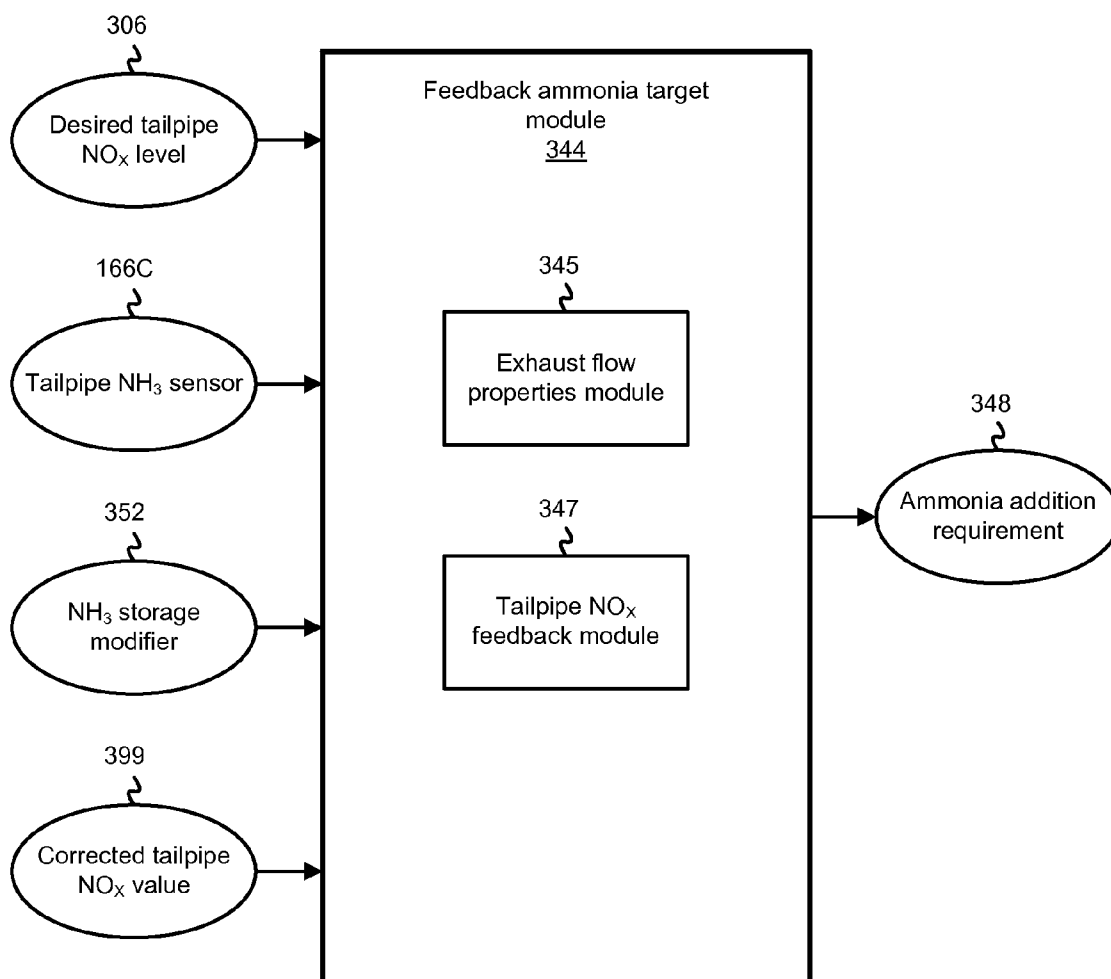 306
Desired tailpipe
NOX level
166C
Tailpipe NH3 sensor
352
NH3 storage
modifier
399
Corrected tailpipe
NOX value
Feedback ammonia target
module
344
345
Exhaust flow
properties module
347
Tailpipe NOX
feedback module
348
Ammonia addition
requirement